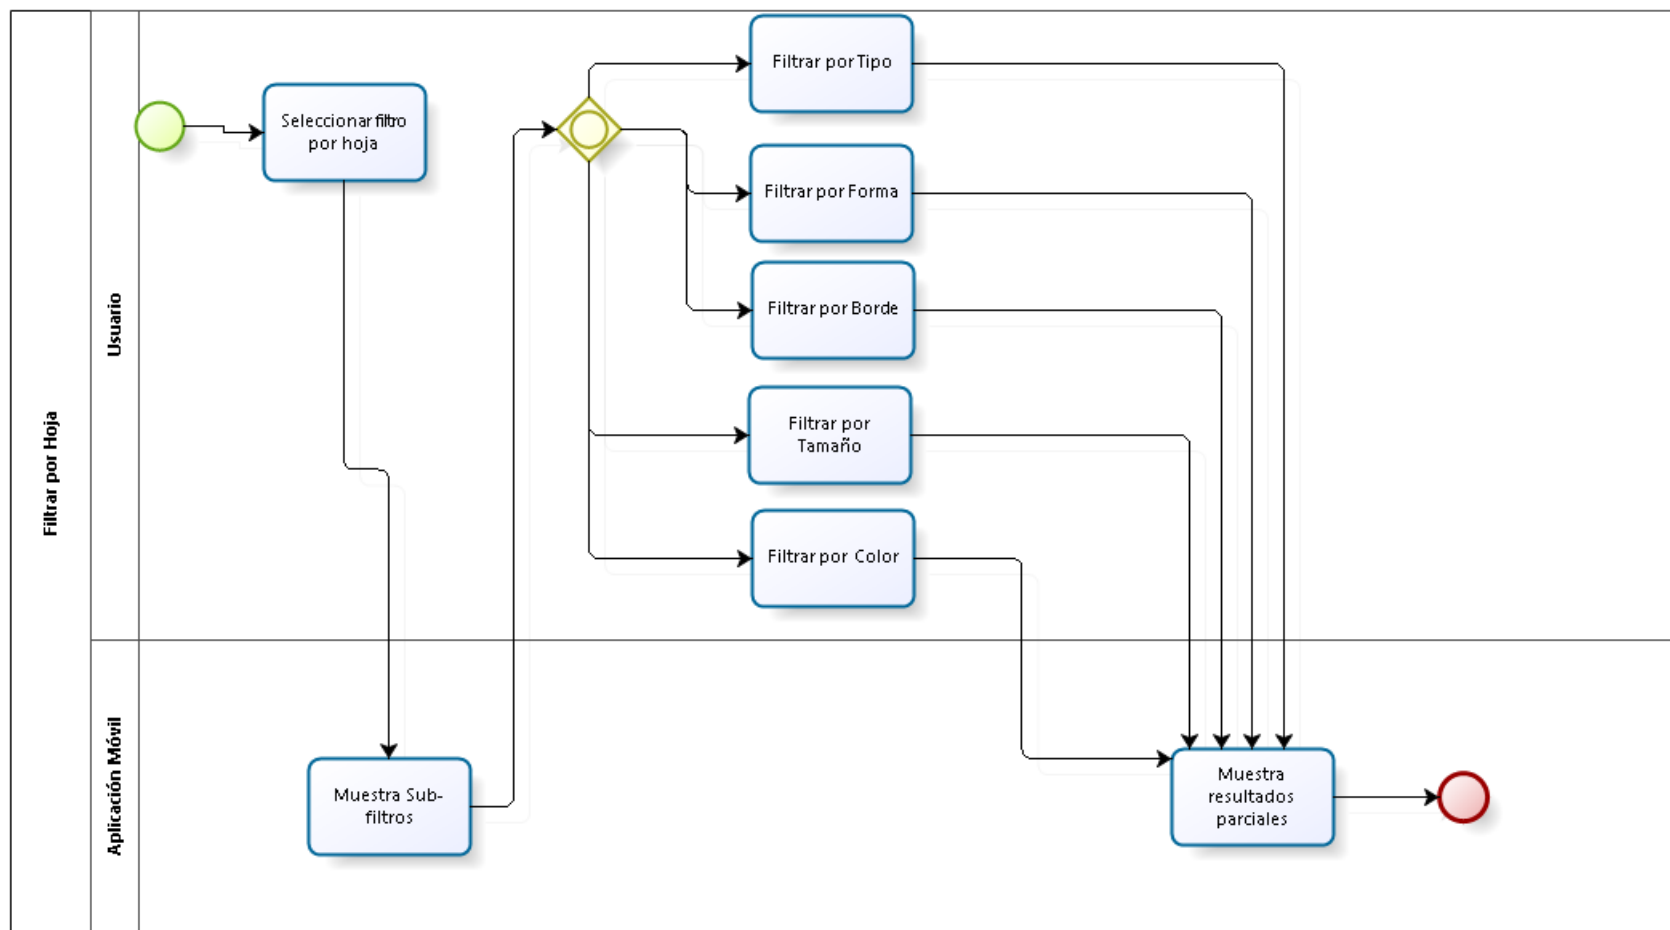 Filtrar por Hoja
Usuario
Seleccionar filtro
por hoja
Filtrar por Tipo
Filtrar por Forma
Filtrar por Borde
Filtrar por
Tamaño
Filtrar por Color
Aplicación Móvil
Muestra Sub-
filtros
Muestra
resultados
parciales